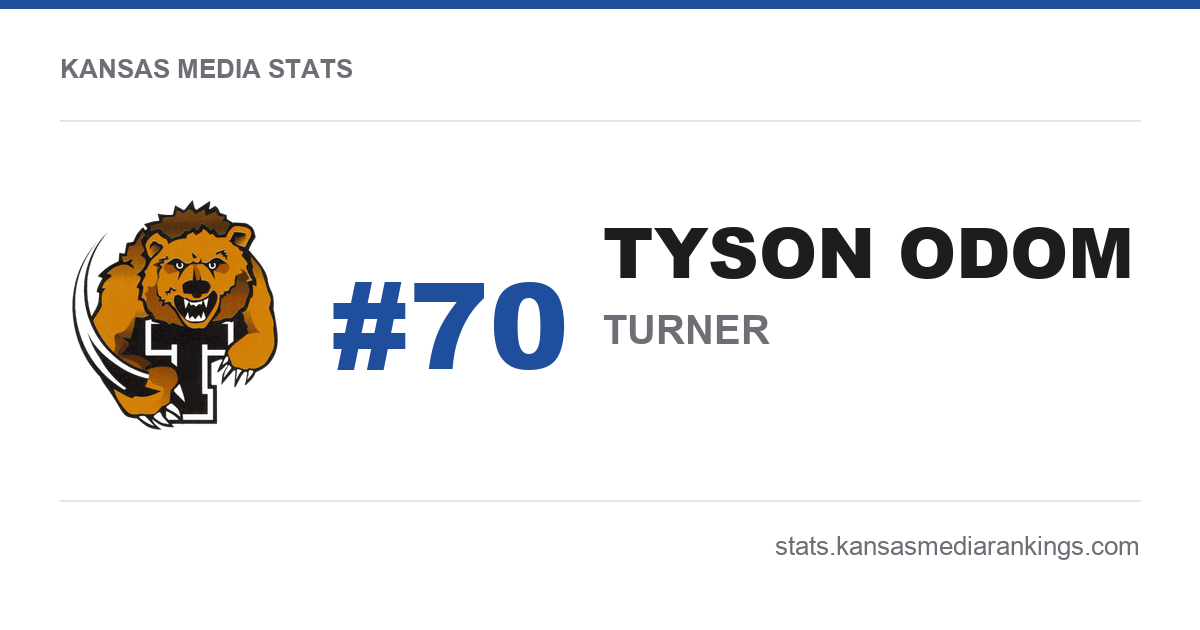 KANSAS MEDIA STATS
T
#70
TYSON ODOM
TURNER
stats.kansasmediarankings.com